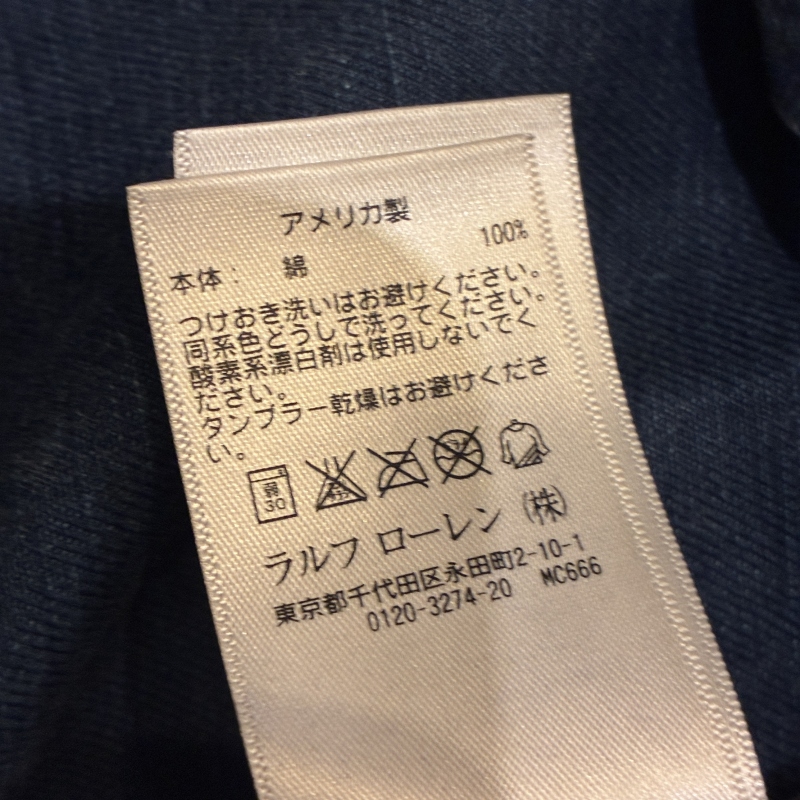 アメリカ製
本体： 綿 100%
つけおき洗いはお避けください。
同系色どうしで洗ってください。
酸素系漂白剤は使用しないでく
ださい。
タンブラー乾燥はお避けくださ
い。
弱
30
ラルフ ローレン （株）
東京都千代田区永田町2-10-1
0120-3274-20 MC666